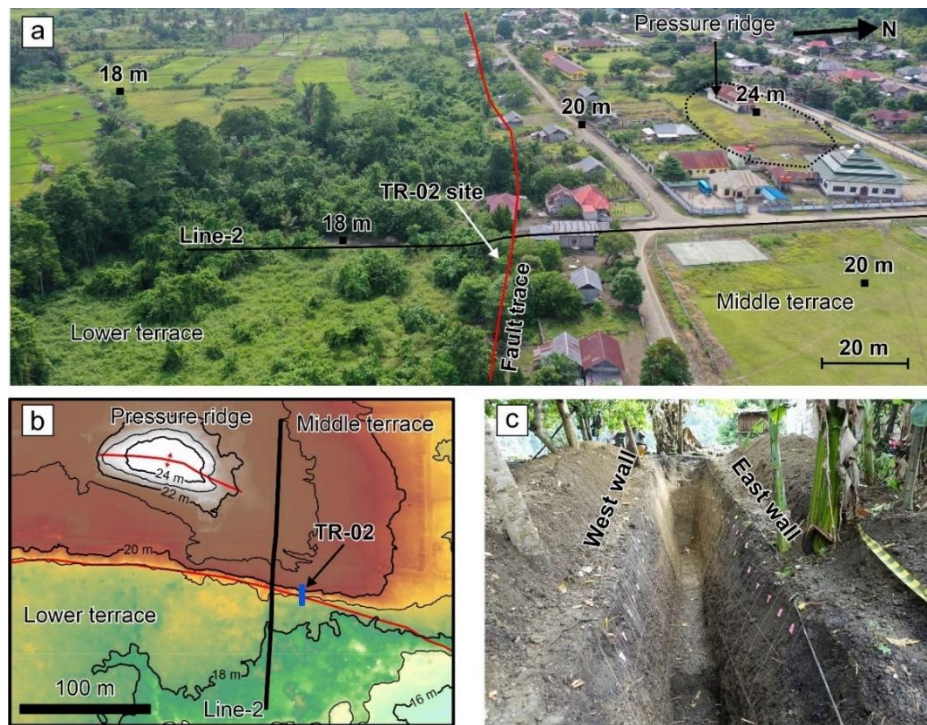 a
Pressure ridge
N
18 m
20 m
24 m
TR-02 site
Line-2
18 m
20 m
Lower terrace
Fault trace
Middle terrace
20 m
b
Pressure ridge
Middle terrace
24 m
22 m
TR-02
20 m
Lower terrace
18 m
100 m
Line-2
16 m
c
West wall
East wall